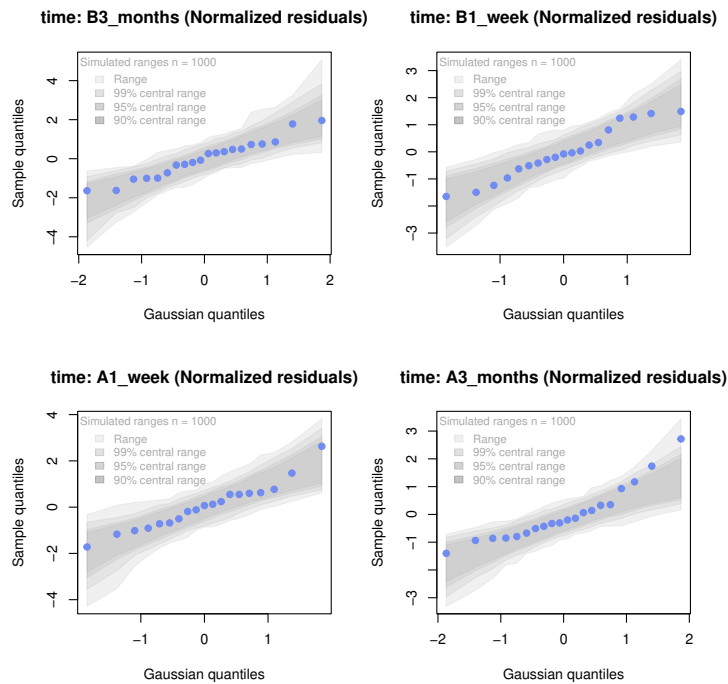 time: B3_months (Normalized residuals)
Simulated ranges n = 1000
Range
99% central range
95% central range
90% central range
Sample quantiles
4
2
0
−2
−4
−2
−1
0
1
2
Gaussian quantiles
time: B1_week (Normalized residuals)
Simulated ranges n = 1000
Range
99% central range
95% central range
90% central range
Sample quantiles
3
2
1
0
−1
−3
−1
0
1
Gaussian quantiles
time: A1_week (Normalized residuals)
Simulated ranges n = 1000
Range
99% central range
95% central range
90% central range
Sample quantiles
4
2
0
−2
−4
−1
0
1
Gaussian quantiles
time: A3_months (Normalized residuals)
Simulated ranges n = 1000
Range
99% central range
95% central range
90% central range
Sample quantiles
3
2
1
0
−1
−3
−2
−1
0
1
2
Gaussian quantiles